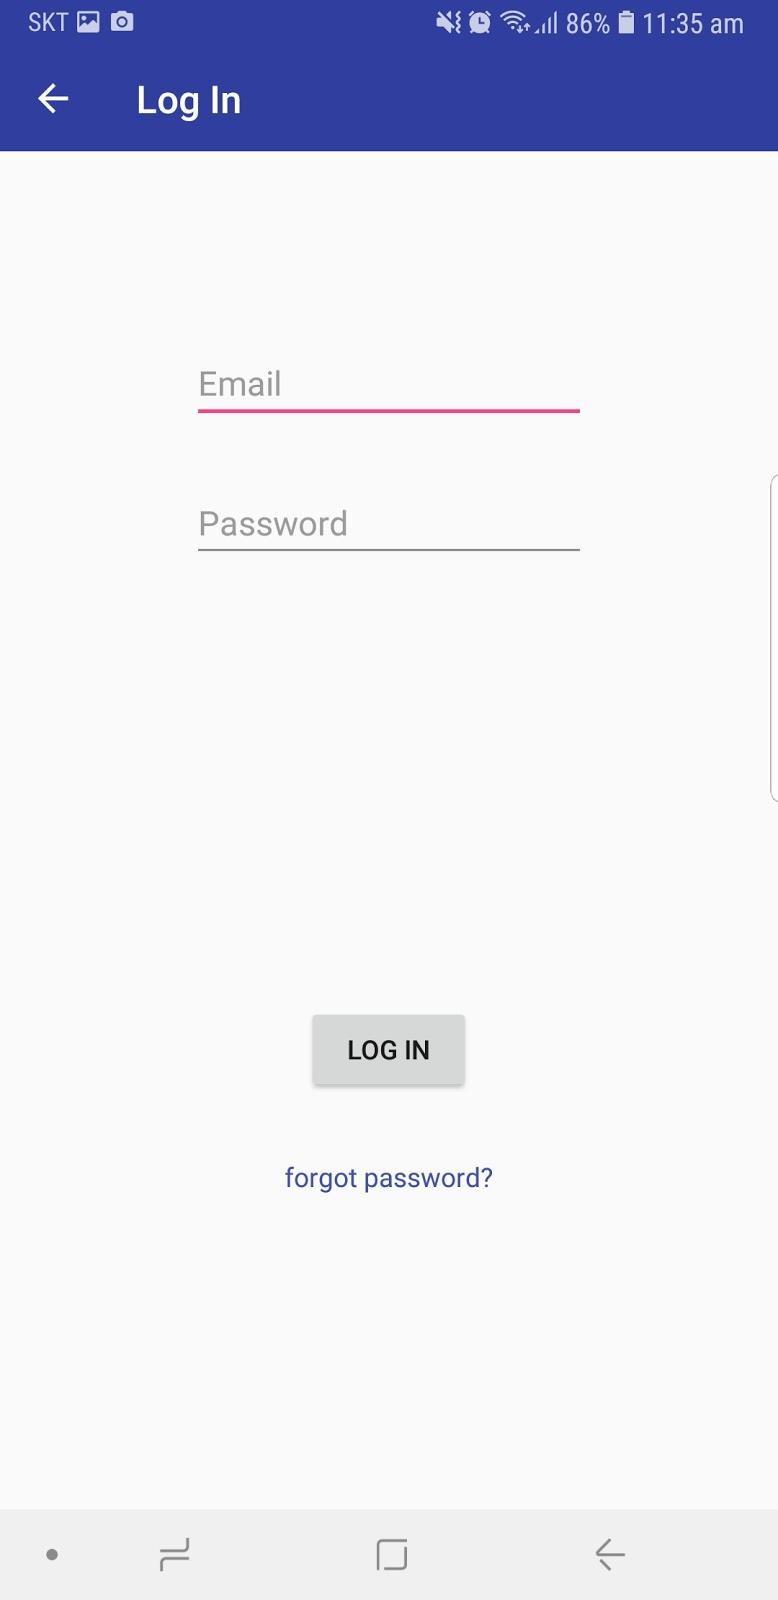 SKT 86% 11:35 am
Log In
Email
Password
LOG IN
forgot password?